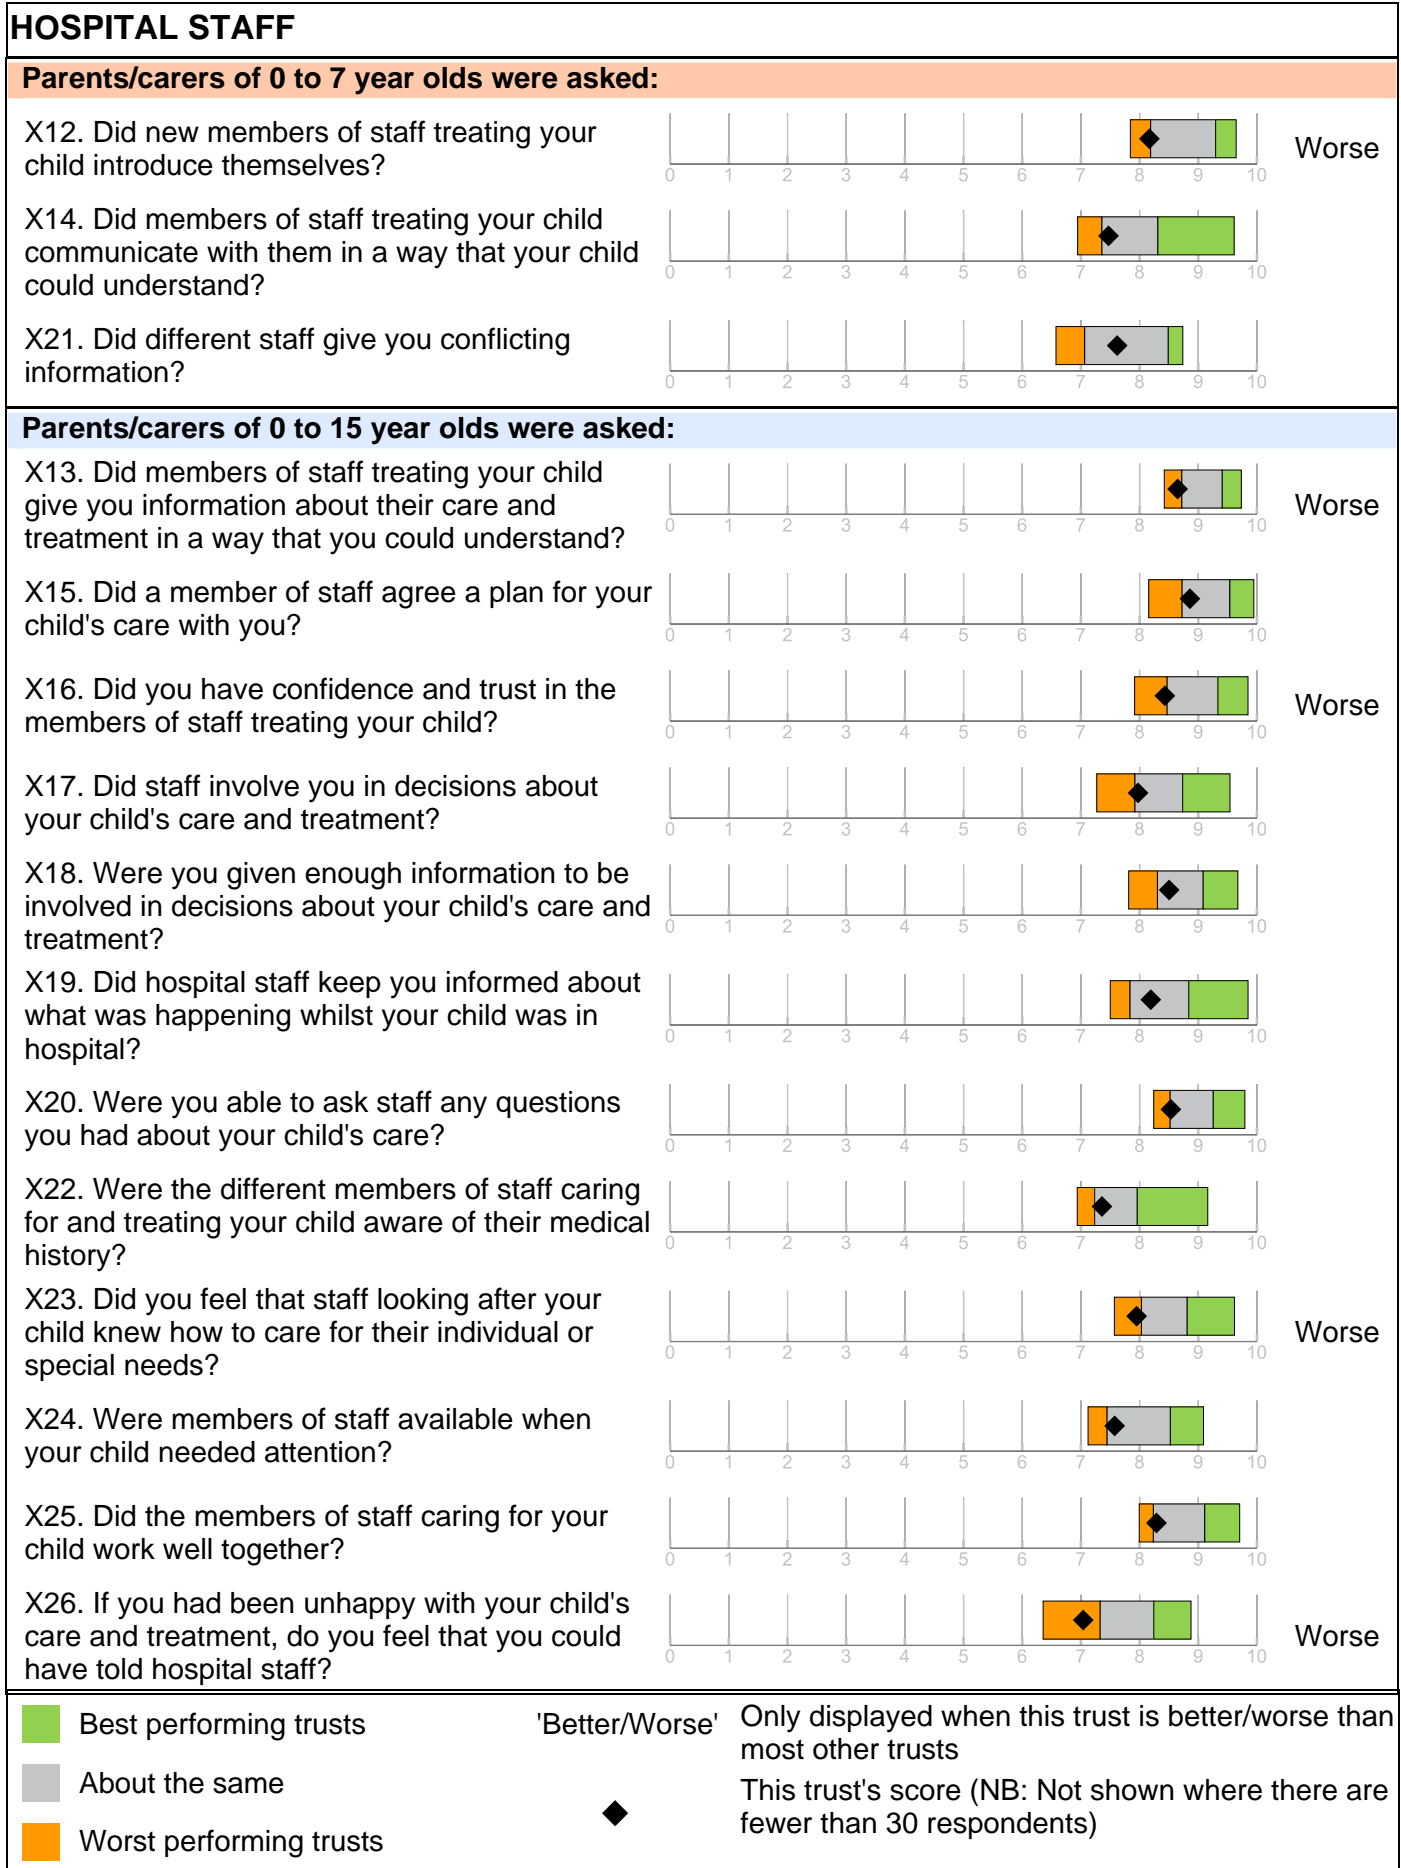 HOSPITAL STAFF
Parents/carers of 0 to 7 year olds were asked:
X12. Did new members of staff treating your
child introduce themselves?
0 1 2 3 4 5 6 7 8 9 10
Worse
X14. Did members of staff treating your child
communicate with them in a way that your child
could understand?
0 1 2 3 4 5 6 7 8 9 10
X21. Did different staff give you conflicting
information?
0 1 2 3 4 5 6 7 8 9 10
Parents/carers of 0 to 15 year olds were asked:
X13. Did members of staff treating your child
give you information about their care and
treatment in a way that you could understand?
0 1 2 3 4 5 6 7 8 9 10
Worse
X15. Did a member of staff agree a plan for your
child's care with you?
0 1 2 3 4 5 6 7 8 9 10
X16. Did you have confidence and trust in the
members of staff treating your child?
0 1 2 3 4 5 6 7 8 9 10
Worse
X17. Did staff involve you in decisions about
your child's care and treatment?
0 1 2 3 4 5 6 7 8 9 10
X18. Were you given enough information to be
involved in decisions about your child's care and
treatment?
0 1 2 3 4 5 6 7 8 9 10
X19. Did hospital staff keep you informed about
what was happening whilst your child was in
hospital?
0 1 2 3 4 5 6 7 8 9 10
X20. Were you able to ask staff any questions
you had about your child's care?
0 1 2 3 4 5 6 7 8 9 10
X22. Were the different members of staff caring
for and treating your child aware of their medical
history?
0 1 2 3 4 5 6 7 8 9 10
X23. Did you feel that staff looking after your
child knew how to care for their individual or
special needs?
0 1 2 3 4 5 6 7 8 9 10
Worse
X24. Were members of staff available when
your child needed attention?
0 1 2 3 4 5 6 7 8 9 10
X25. Did the members of staff caring for your
child work well together?
0 1 2 3 4 5 6 7 8 9 10
X26. If you had been unhappy with your child's
care and treatment, do you feel that you could
have told hospital staff?
0 1 2 3 4 5 6 7 8 9 10
Worse
Best performing trusts
About the same
Worst performing trusts
'Better/Worse'
Only displayed when this trust is better/worse than
most other trusts
This trust's score (NB: Not shown where there are
fewer than 30 respondents)